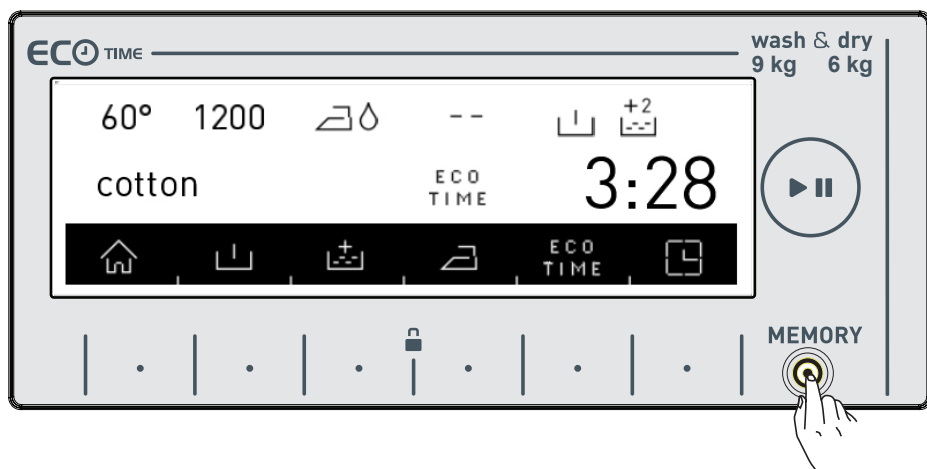 ECO TIME
wash & dry
9 kg 6 kg
60° 1200 -- +2
cotton ECO TIME 3:28
ECO TIME
MEMORY